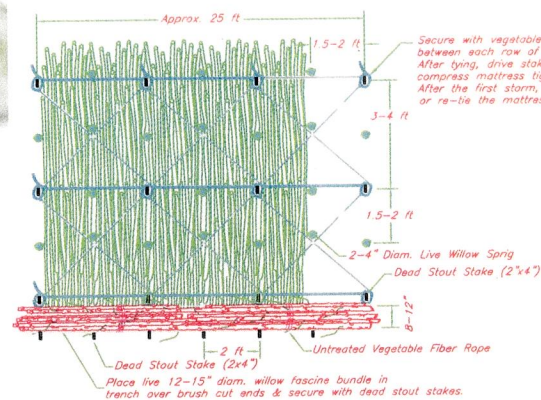 Approx. 25 ft
1.5-2 ft
Secure with vegetable
between each row of
After tying, drive stak
compress mattress tig
After the first storm,
or re-tie the mattres
3-4 ft
1.5-2 ft
2-4" Diam. Live Willow Sprig
Dead Stout Stake (2"x4")
8-12"
2 ft
Untreated Vegetable Fiber Rope
Dead Stout Stake (2x4")
Place live 12-15" diam. willow fascine bundle in
trench over brush cut ends & secure with dead stout stakes.